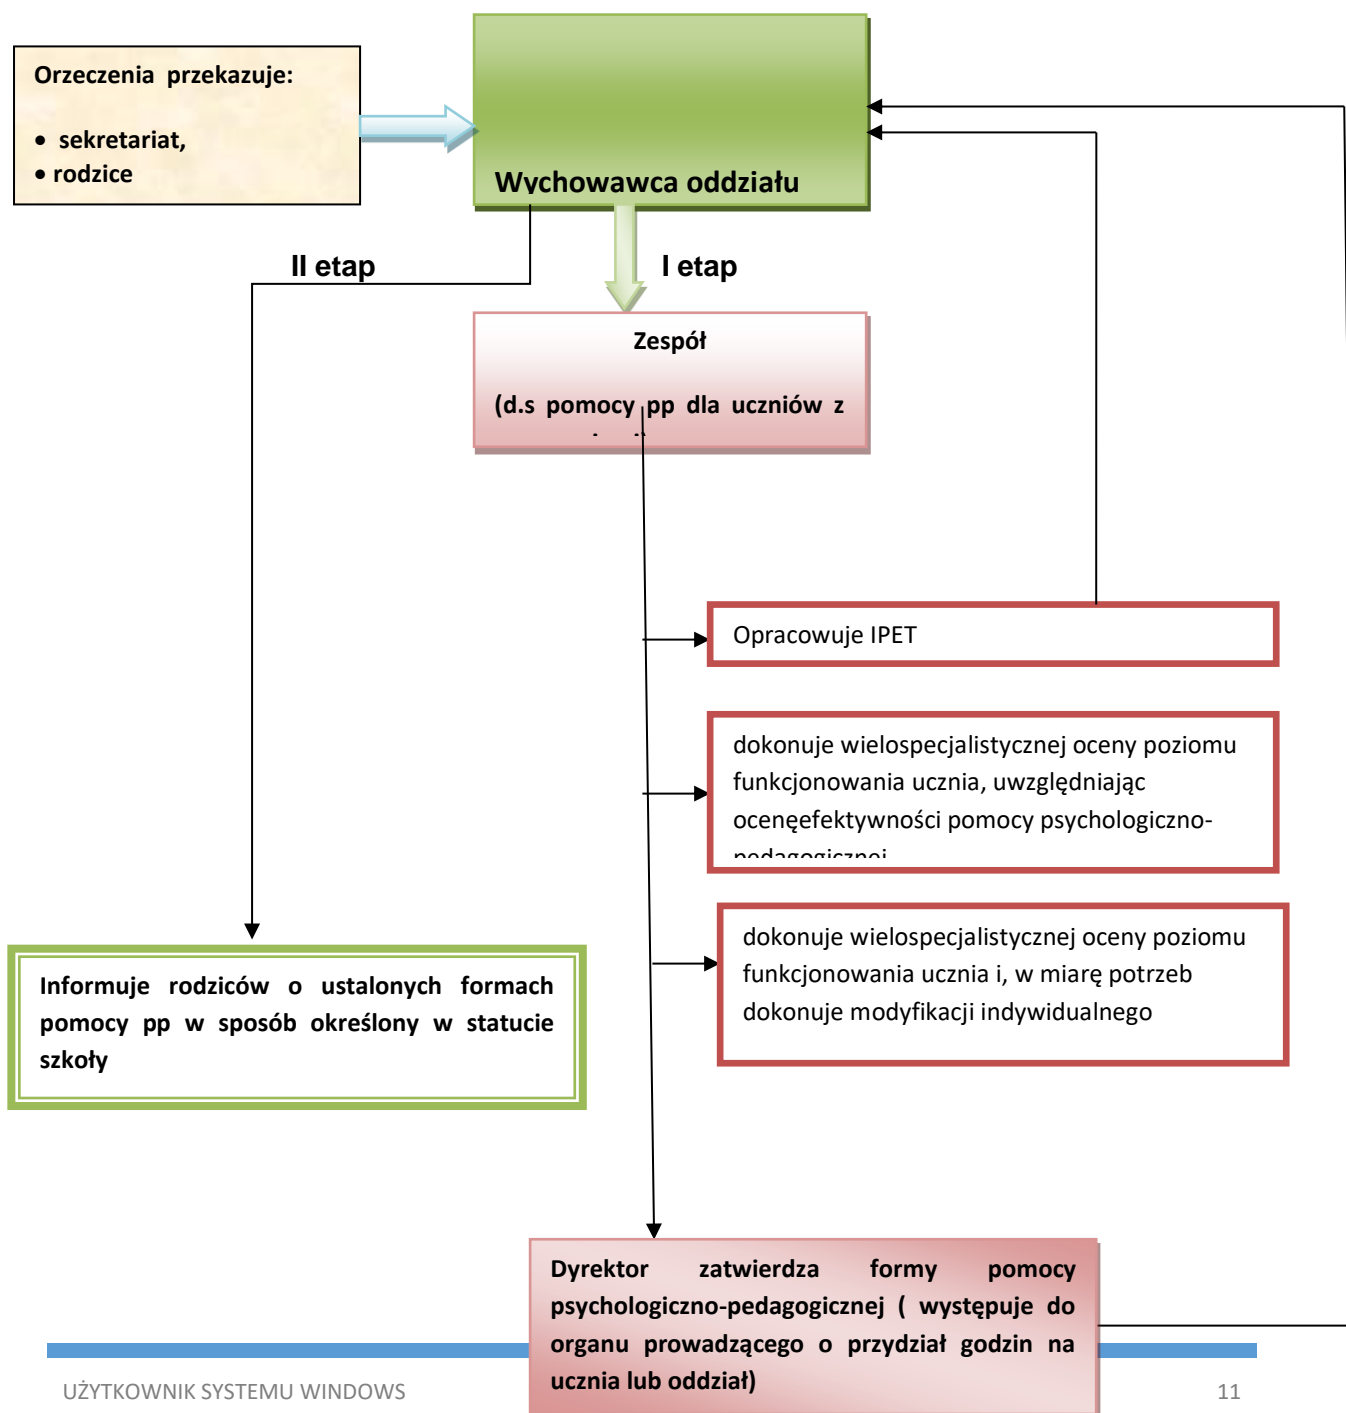 Orzeczenia przekazuje:
• sekretariat,
• rodzice
Wychowawca oddziału
II etap
I etap
Zespół
(d.s pomocy pp dla uczniów z
Opracowuje IPET
dokonuje wielospecjalistycznej oceny poziomu
funkcjonowania ucznia, uwzględniając
ocenęefektywności pomocy psychologiczno-
pedagogicznej
dokonuje wielospecjalistycznej oceny poziomu
funkcjonowania ucznia i, w miarę potrzeb
dokonuje modyfikacji indywidualnego
Informuje rodziców o ustalonych formach
pomocy pp w sposób określony w statucie
szkoły
Dyrektor zatwierdza formy pomocy
psychologiczno-pedagogicznej ( występuje do
organu prowadzącego o przydział godzin na
ucznia lub oddział)
UŻYTKOWNIK SYSTEMU WINDOWS
11